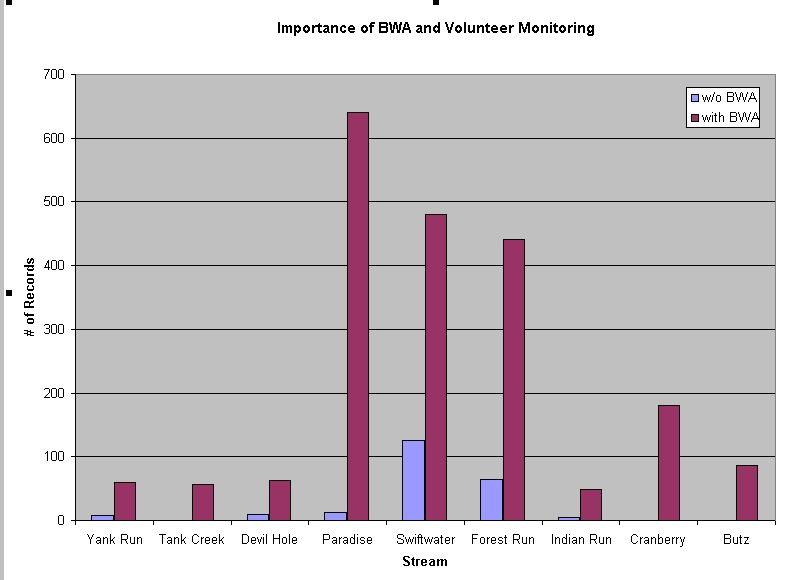 Importance of BWA and Volunteer Monitoring
700
600
500
400
300
200
100
0
# of Records
w/o BWA
with BWA
Yank Run Tank Creek Devil Hole Paradise Swiftwater Forest Run Indian Run Cranberry Butz
Stream